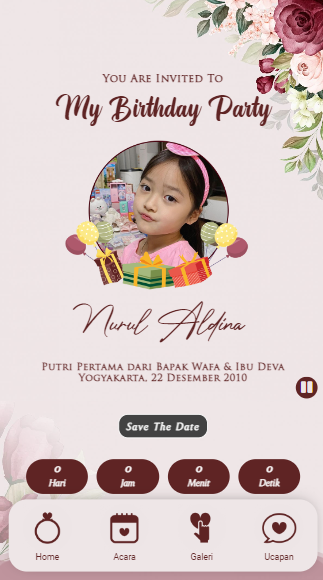 You Are Invited To
My Birthday Party
Nurul Aldina
Putri Pertama dari Bapak Wafa & Ibu Deva
Yogyakarta, 22 Desember 2010
Save The Date
0 0 0 0
Hari Jam Menit Detik
Home Acara Galeri Ucapan